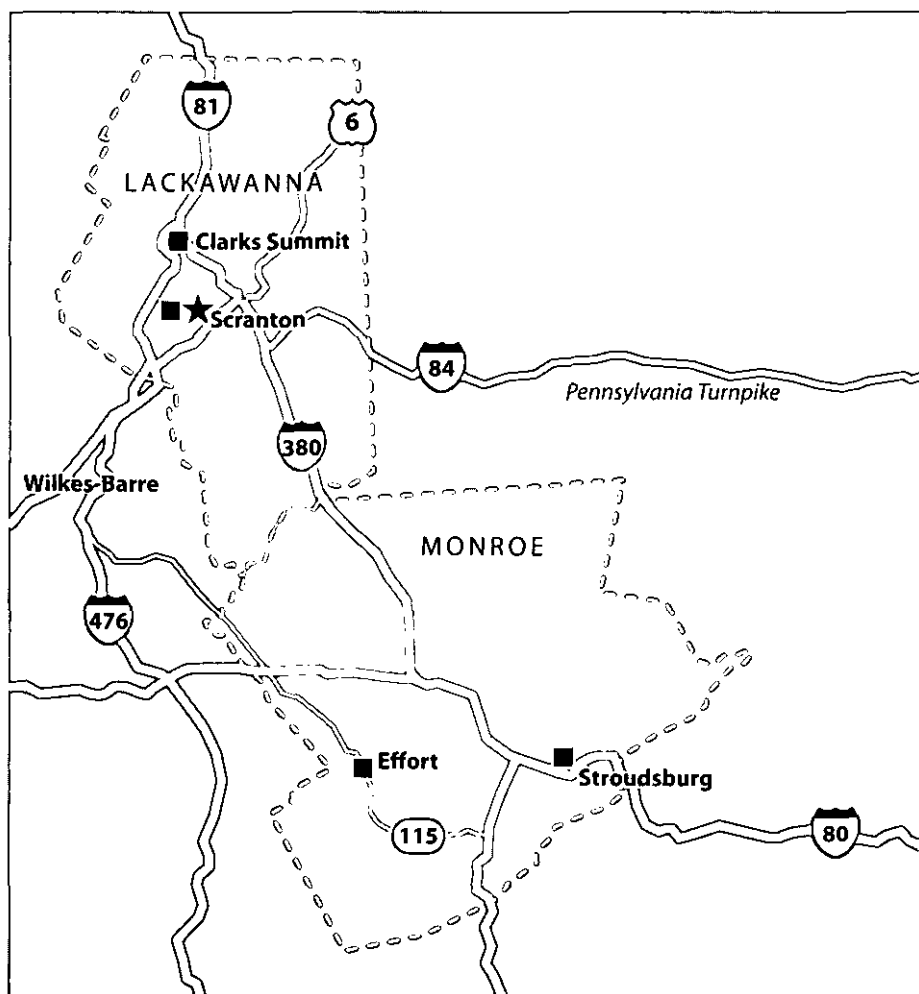 81
6
LACKAWANNA
Clarks Summit
Scranton
84
Pennsylvania Turnpike
380
Wilkes-Barre
MONROE
476
Effort
Stroudsburg
115
80